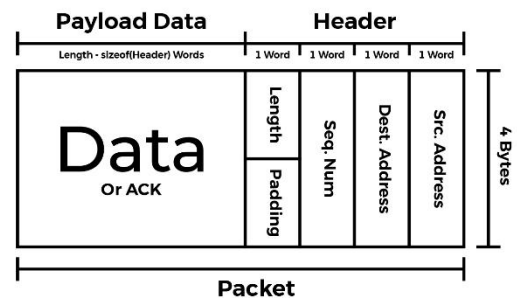 Payload Data Header
Length - sizeof(Header) Words 1 Word 1 Word 1 Word 1 Word
Data
Or ACK
Length
Padding
Seq. Num
Dest. Address
Src. Address
4 Bytes
Packet